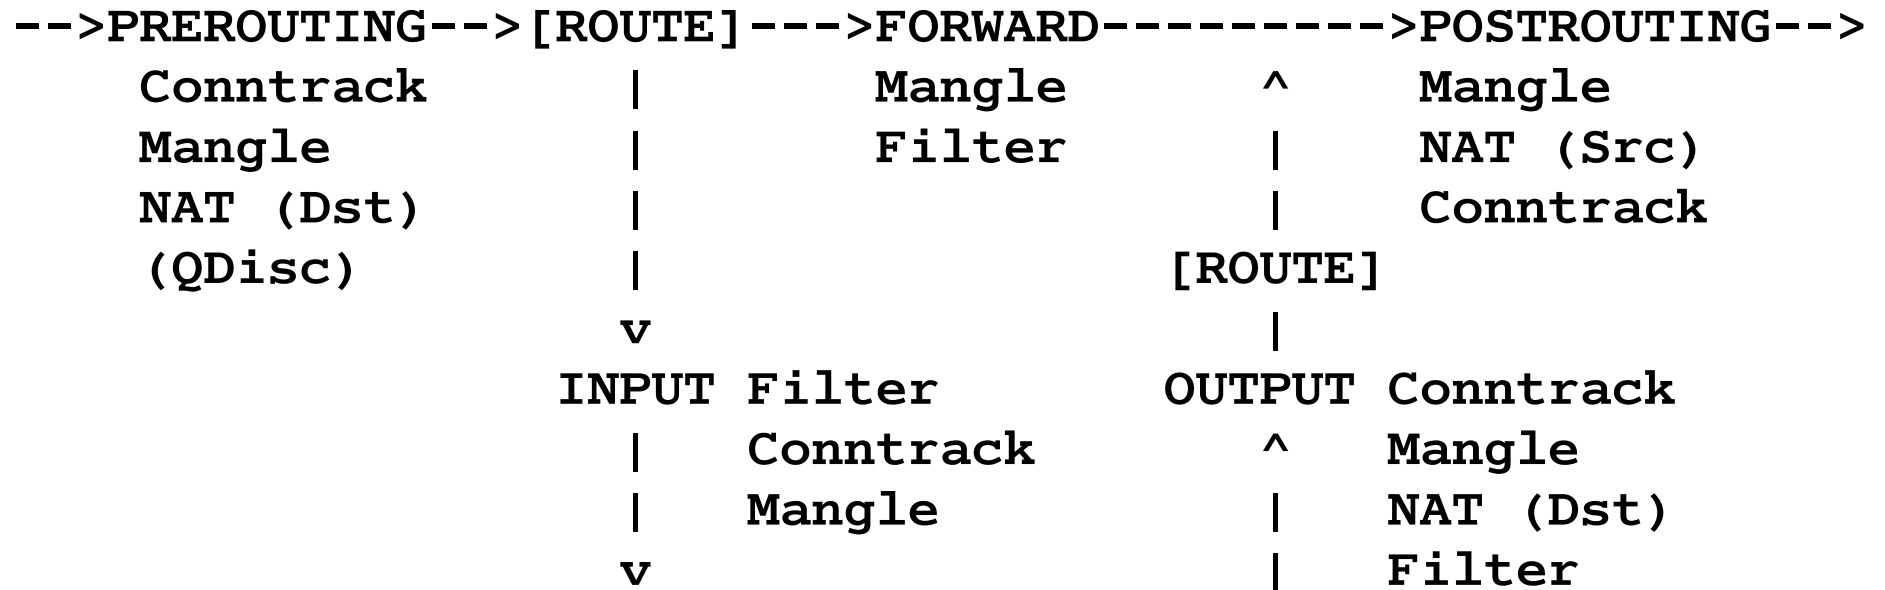 -->PREROUTING-->[ROUTE]--->FORWARD--------->POSTROUTING-->
    Conntrack      |       Mangle      ^    Mangle
    Mangle         |       Filter      |    NAT (Src)
    NAT (Dst)      |                   |    Conntrack
    (QDisc)        |                [ROUTE]
                   v                   |
                 INPUT Filter       OUTPUT Conntrack
                   |   Conntrack       ^   Mangle
                   |   Mangle          |   NAT (Dst)
                   v                   |   Filter